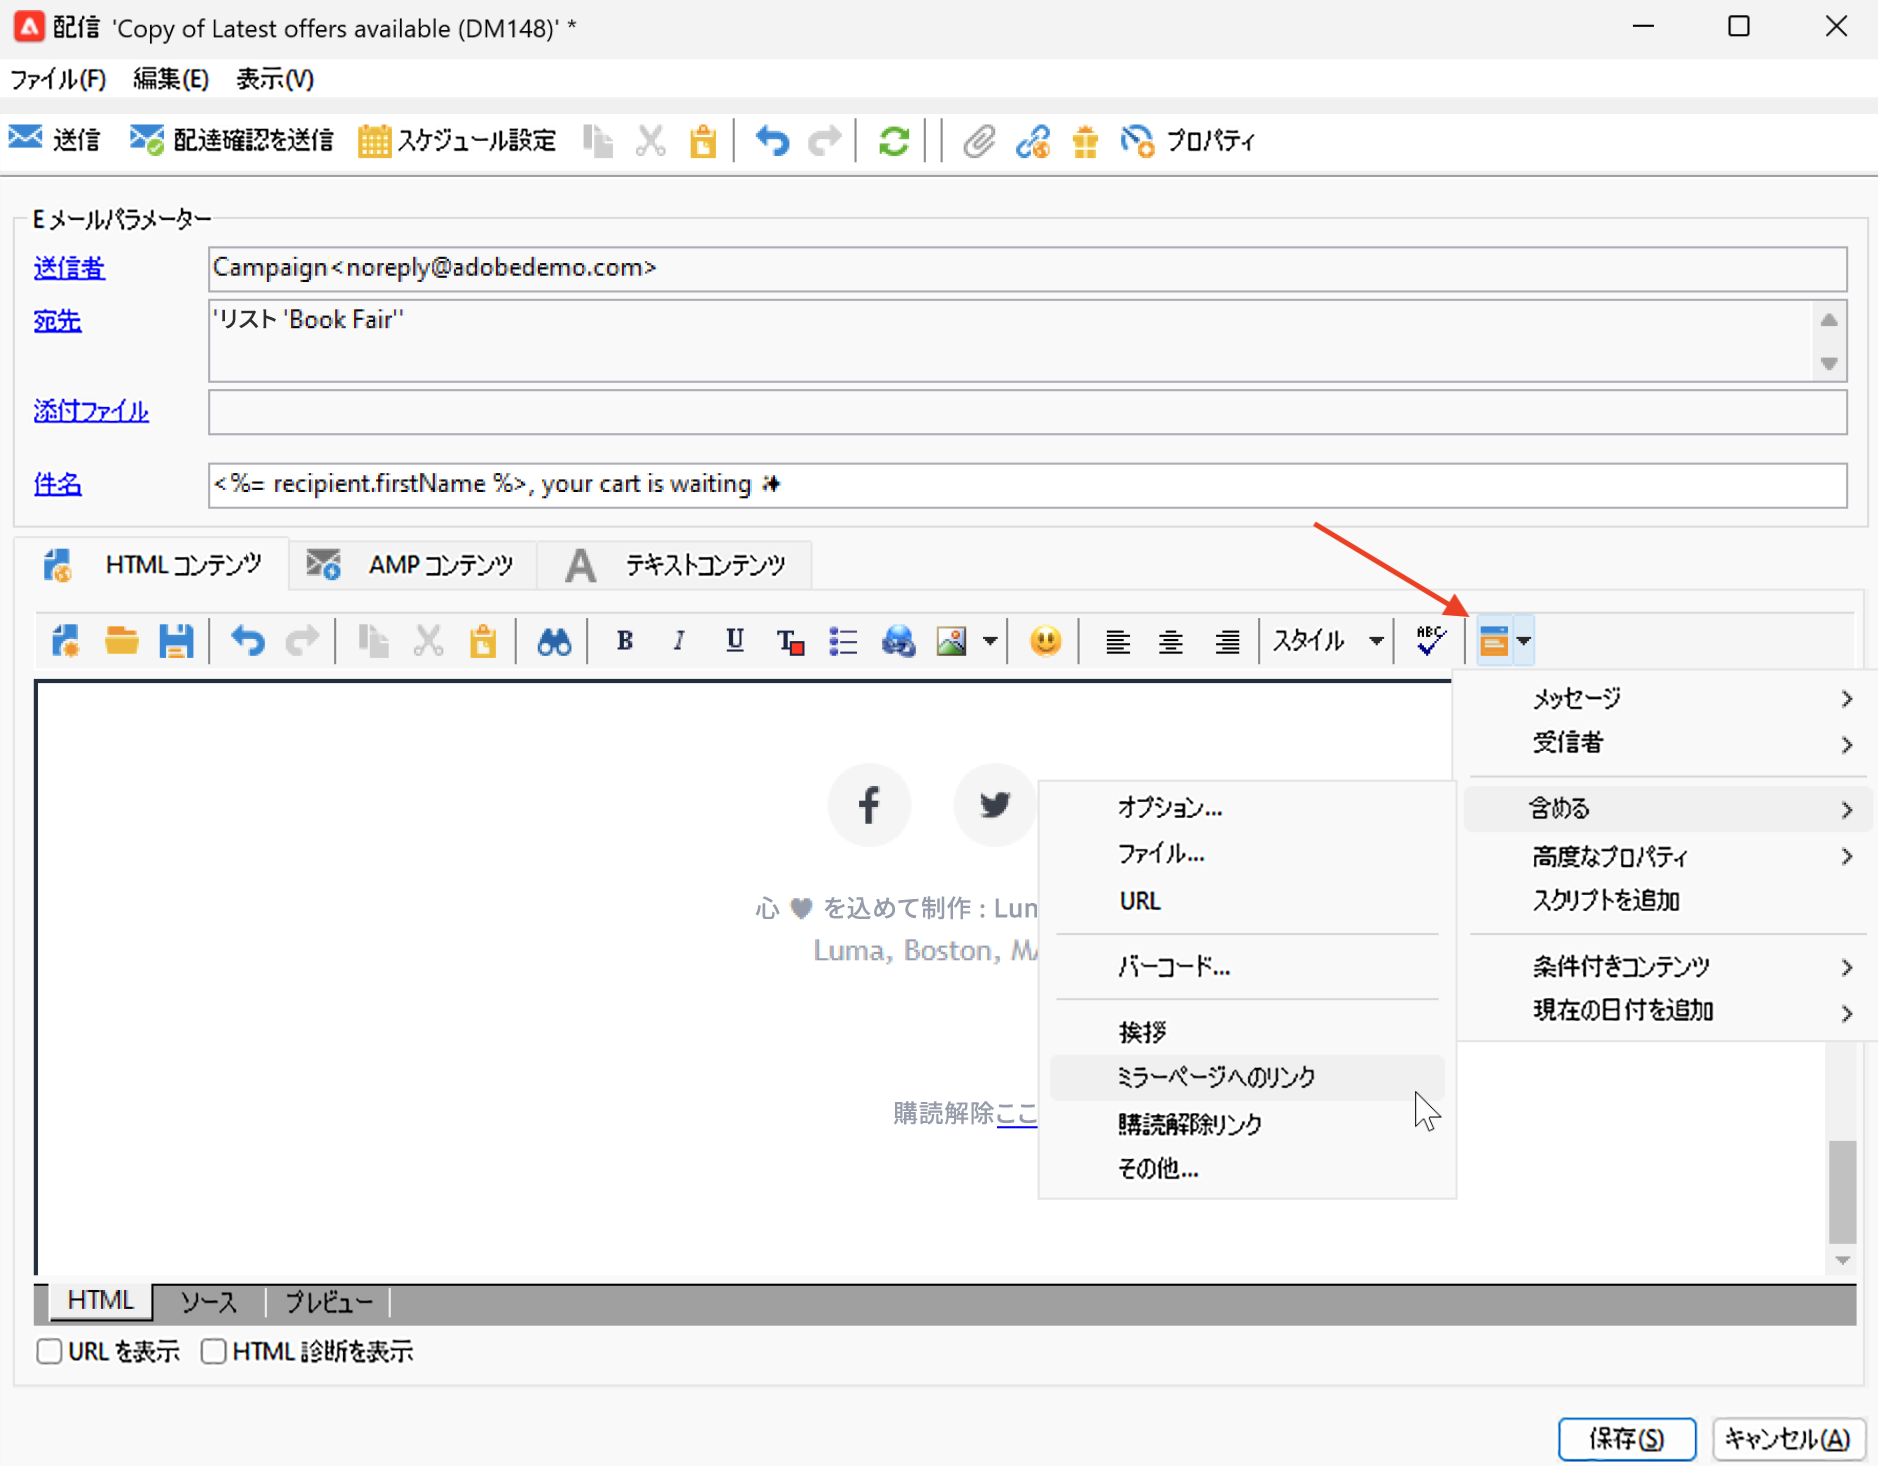 配信 'Copy of Latest offers available (DM148)' *
ファイル(F) 編集(E) 表示(V)
送信 配達確認を送信 スケジュール設定 プロパティ
E メールパラメーター
送信者 Campaign<noreply@adobedemo.com>
宛先 'リスト 'Book Fair''
添付ファイル
件名 <%= recipient.firstName %>, your cart is waiting
HTML コンテンツ AMP コンテンツ テキストコンテンツ
B I U T スタイル ABC
メッセージ
受信者
含める
高度なプロパティ
スクリプトを追加
条件付きコンテンツ
現在の日付を追加
オプション...
ファイル...
URL
バーコード...
挨拶
ミラーページへのリンク
購読解除リンク
その他...
心 ♥ を込めて制作 : Lun
Luma, Boston, MA
購読解除ここ
HTML ソース プレビュー
URL を表示 HTML 診断を表示
保存(S) キャンセル(A)